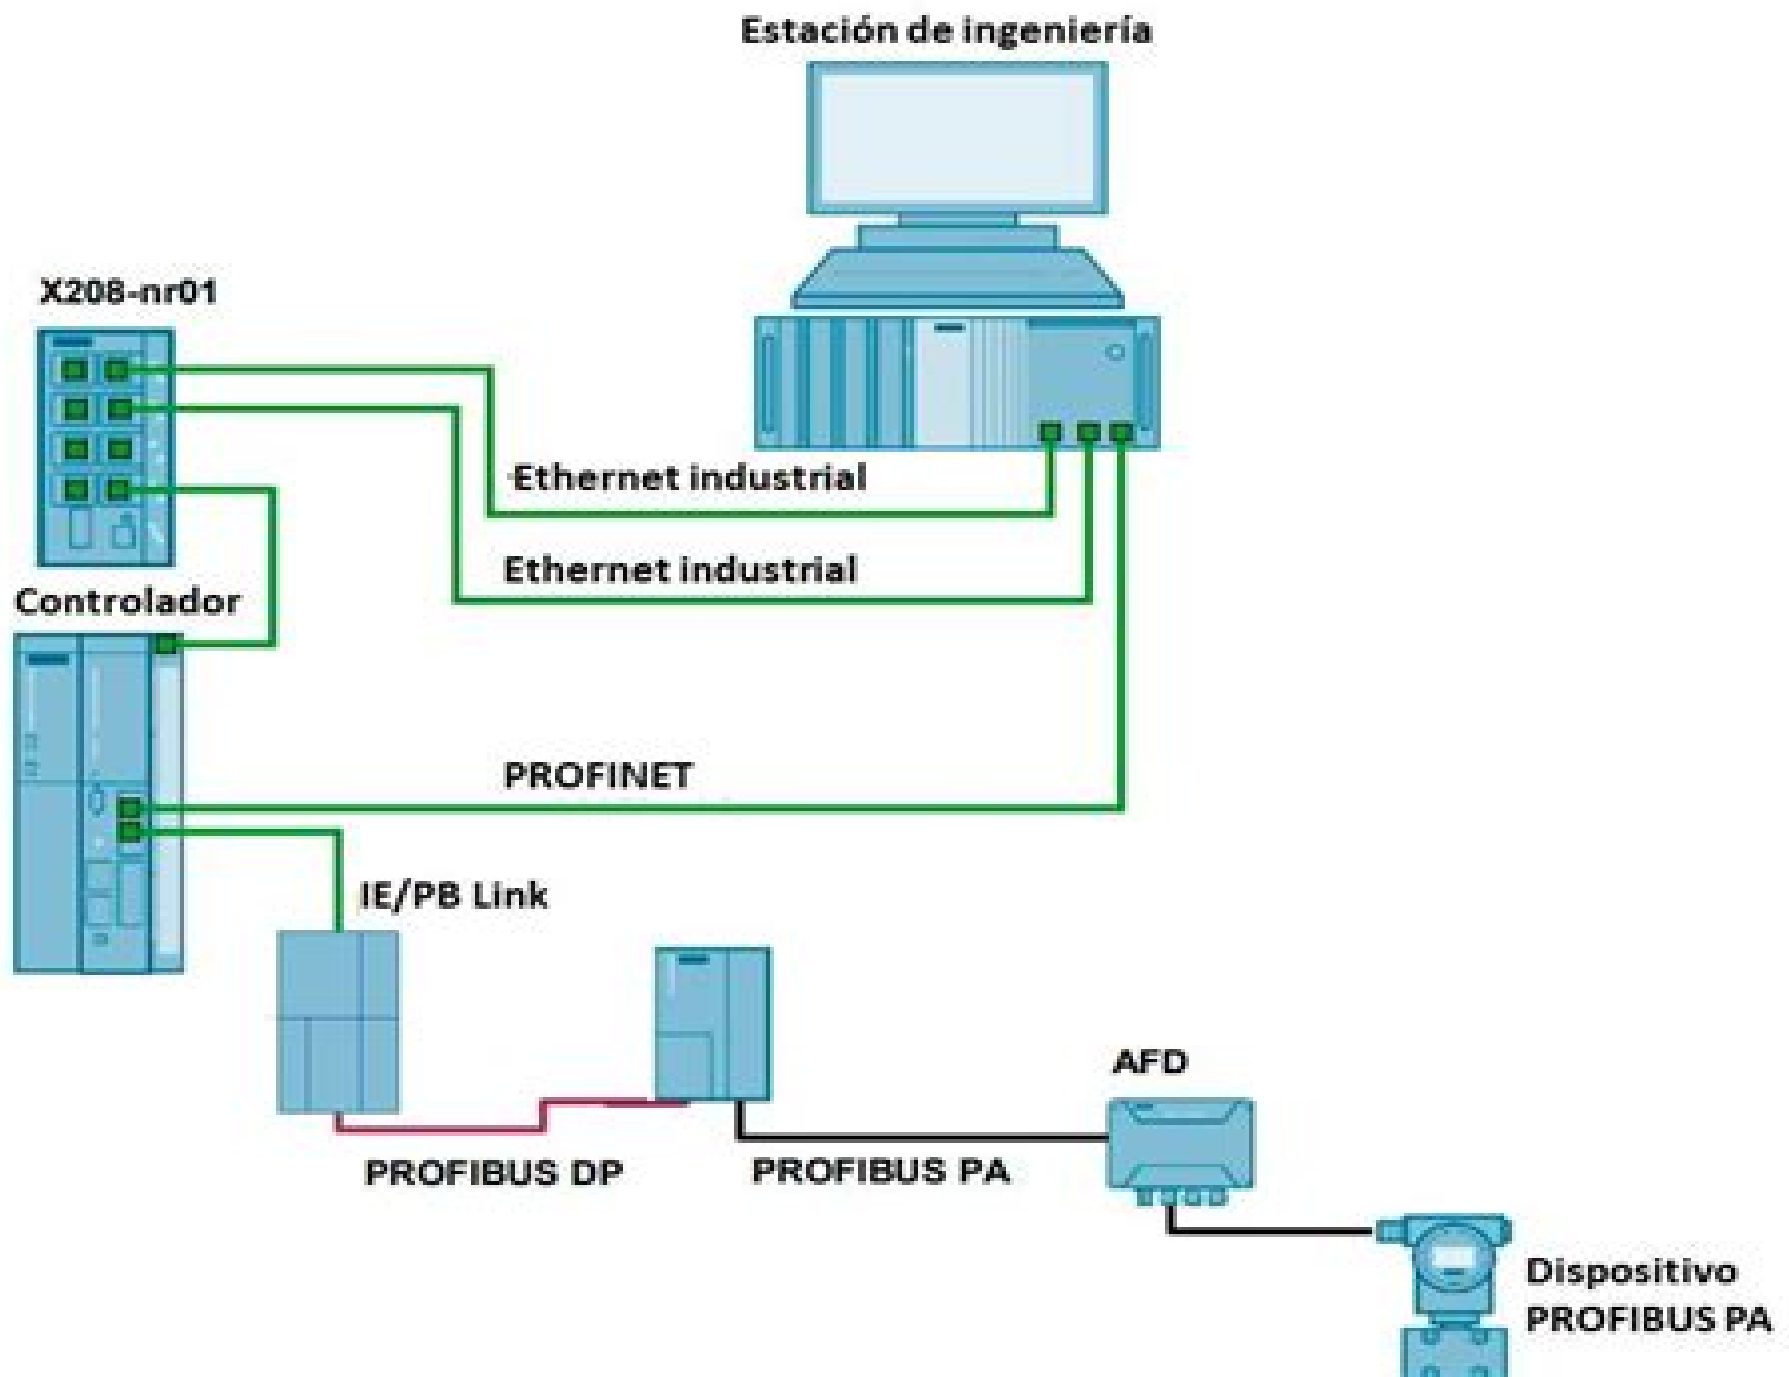 Estación de ingeniería
X208-nr01
Ethernet industrial
Ethernet industrial
Controlador
PROFINET
IE/PB Link
AFD
PROFIBUS DP
PROFIBUS PA
Dispositivo
PROFIBUS PA